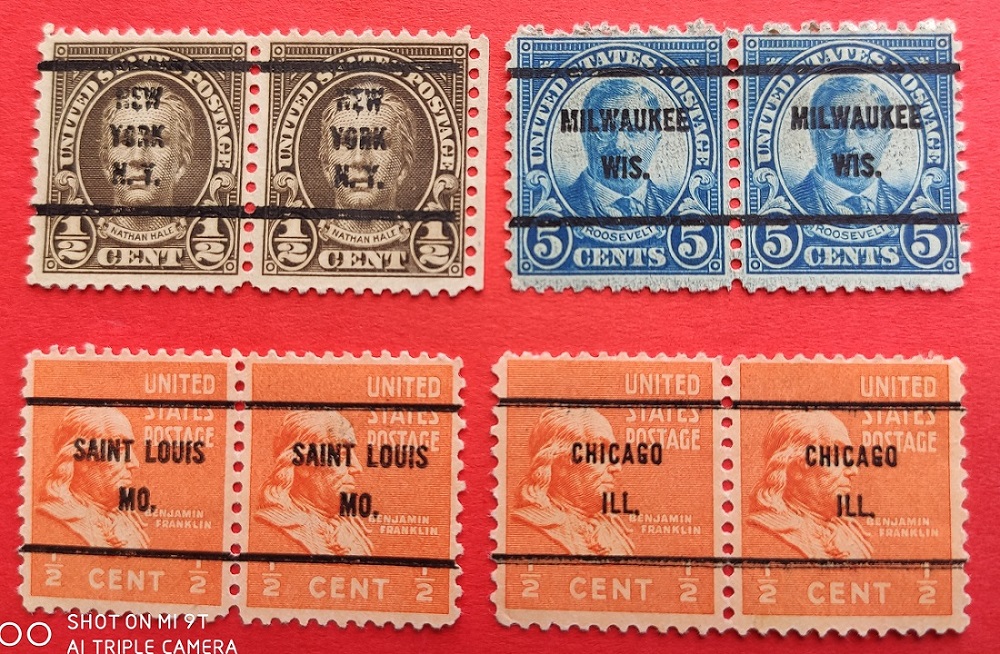 UNITED STATES POSTAGE
NEW
YORK
N.Y.
NATHAN HALE
1/2 CENT 1/2
UNITED STATES POSTAGE
NEW
YORK
N.Y.
NATHAN HALE
1/2 CENT 1/2
UNITED STATES POSTAGE
MILWAUKEE
WIS.
ROOSEVELT
5 CENTS 5
UNITED STATES POSTAGE
MILWAUKEE
WIS.
ROOSEVELT
5 CENTS 5
UNITED
STATES
POSTAGE
SAINT LOUIS
MO.
BENJAMIN
FRANKLIN
1/2 CENT 1/2
UNITED
STATES
POSTAGE
SAINT LOUIS
MO.
BENJAMIN
FRANKLIN
1/2 CENT 1/2
UNITED
STATES
POSTAGE
CHICAGO
ILL.
BENJAMIN
FRANKLIN
1/2 CENT 1/2
UNITED
STATES
POSTAGE
CHICAGO
ILL.
BENJAMIN
FRANKLIN
1/2 CENT 1/2
SHOT ON MI 9T
AI TRIPLE CAMERA